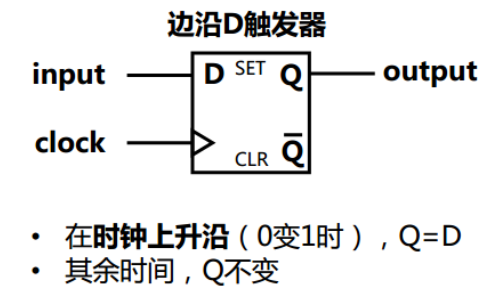 边沿D触发器
input D SET Q output
clock CLR Q̅
• 在时钟上升沿（0变1时），Q=D
• 其余时间，Q不变